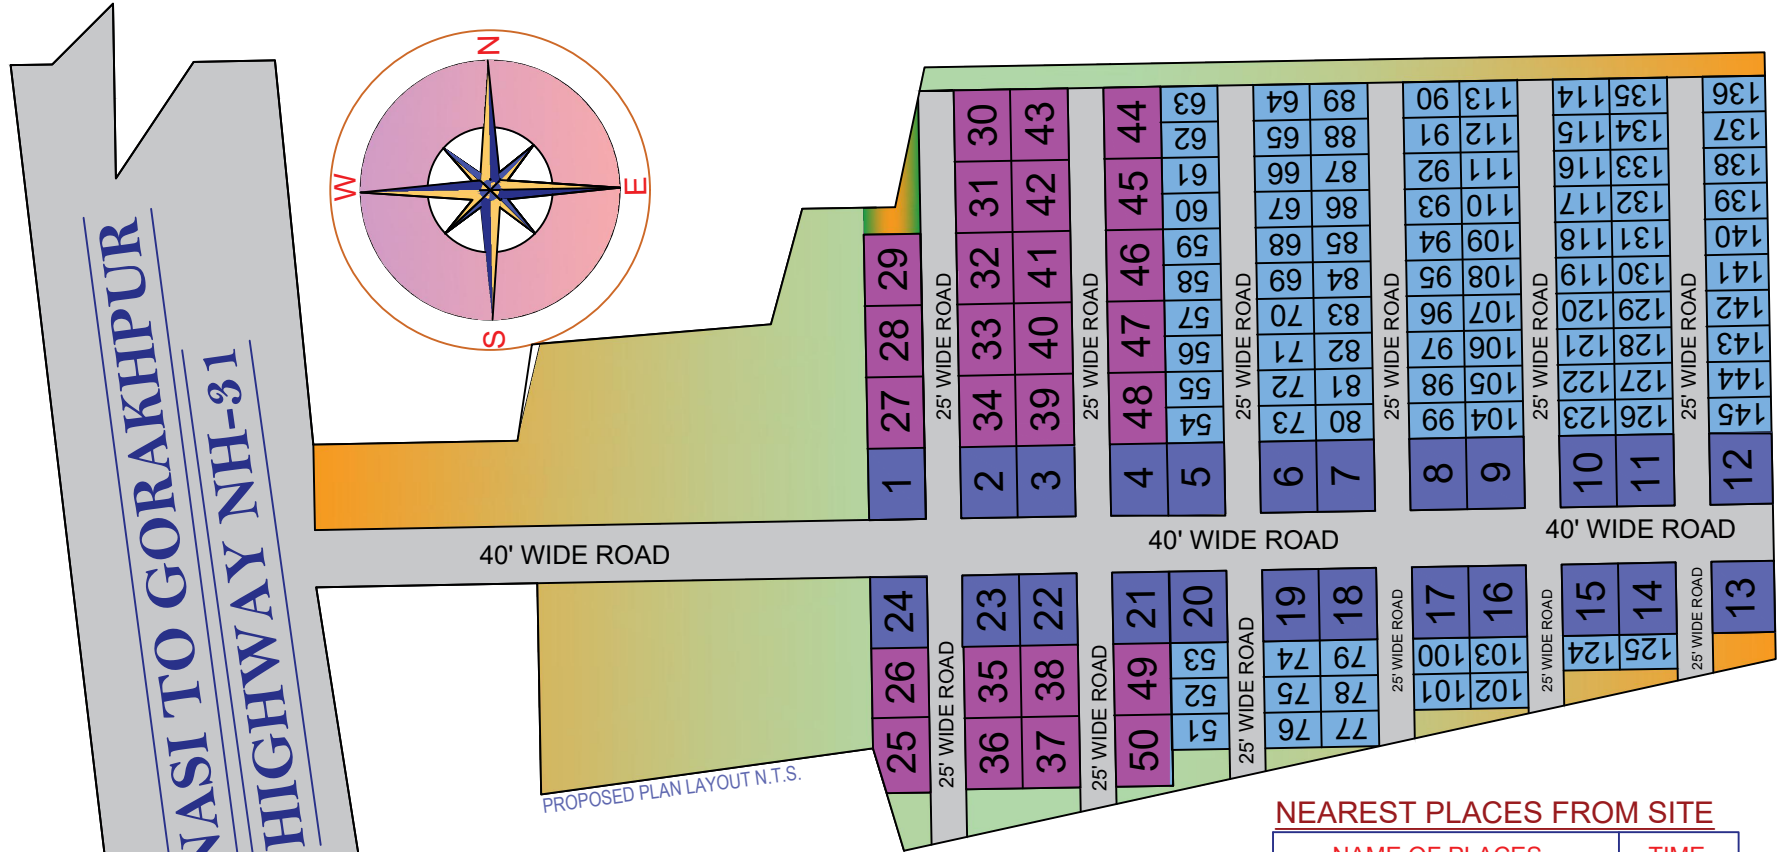 N
W
E
S
NASI TO GORAKHPUR
HIGHWAY NH-31
30 43 44 63 64 89 90 113 114 135 136
62 65 88 91 112 115 134 137
31 42 45 61 66 87 92 111 116 133 138
60 67 86 93 110 117 132 139
29 32 41 46 59 68 85 94 109 118 131 140
58 69 84 95 108 119 130 141
28 33 40 47 57 70 83 96 107 120 129 142
56 71 82 97 106 121 128 143
27 34 39 48 55 72 81 98 105 122 127 144
54 73 80 99 104 123 126 145
25' WIDE ROAD
25' WIDE ROAD
25' WIDE ROAD
25' WIDE ROAD
25' WIDE ROAD
25' WIDE ROAD
1 2 3 4 5 6 7 8 9 10 11 12
40' WIDE ROAD
40' WIDE ROAD
40' WIDE ROAD
24 23 22 21 20 19 18 17 16 15 14 13
26 35 38 49 53 74 79 100 103 124 125
52 75 78 101 102
25 36 37 50 51 76 77
25' WIDE ROAD
25' WIDE ROAD
25' WIDE ROAD
25' WIDE ROAD
25' WIDE ROAD
25' WIDE ROAD
PROPOSED PLAN LAYOUT N.T.S.
NEAREST PLACES FROM SITE
NAME OF PLACES TIME